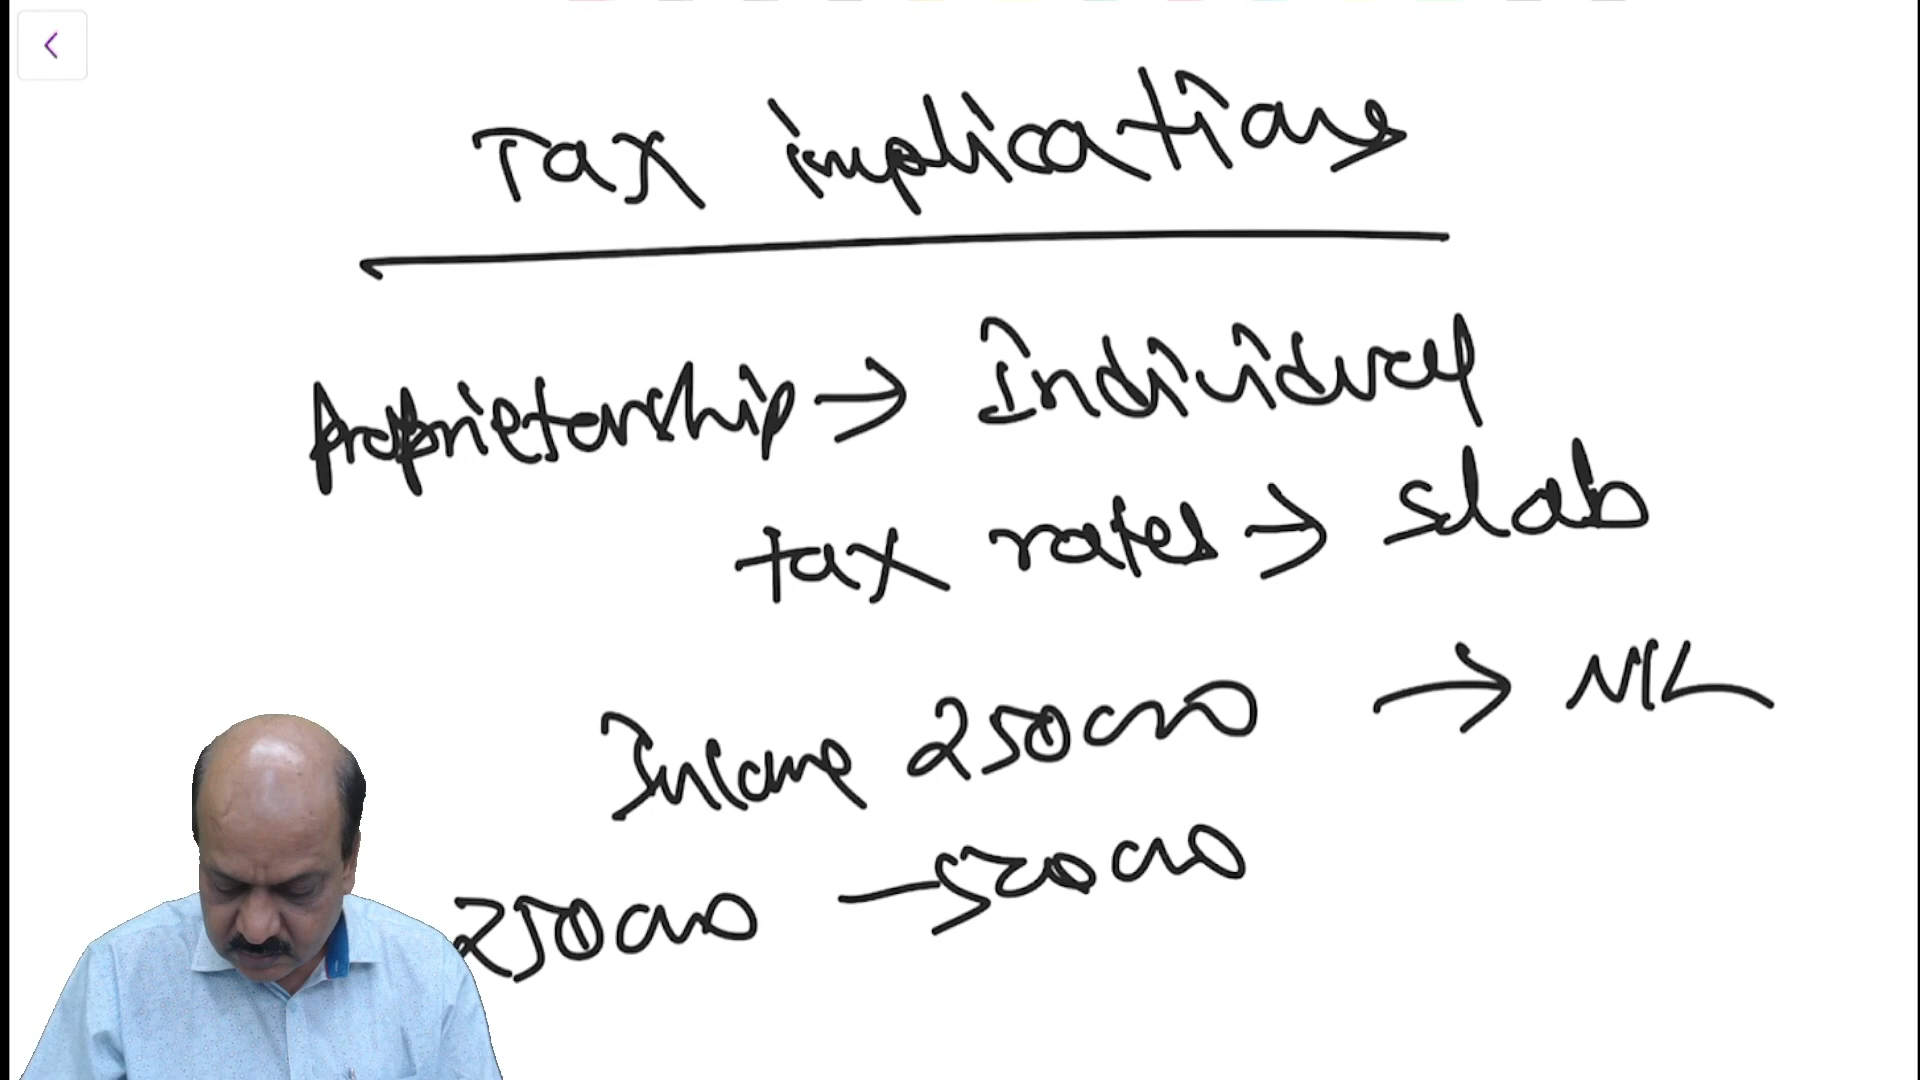 Tax implications
Proprietorship → Individual
tax rates → slab
Income 250000 → NIL
250000 — 500000